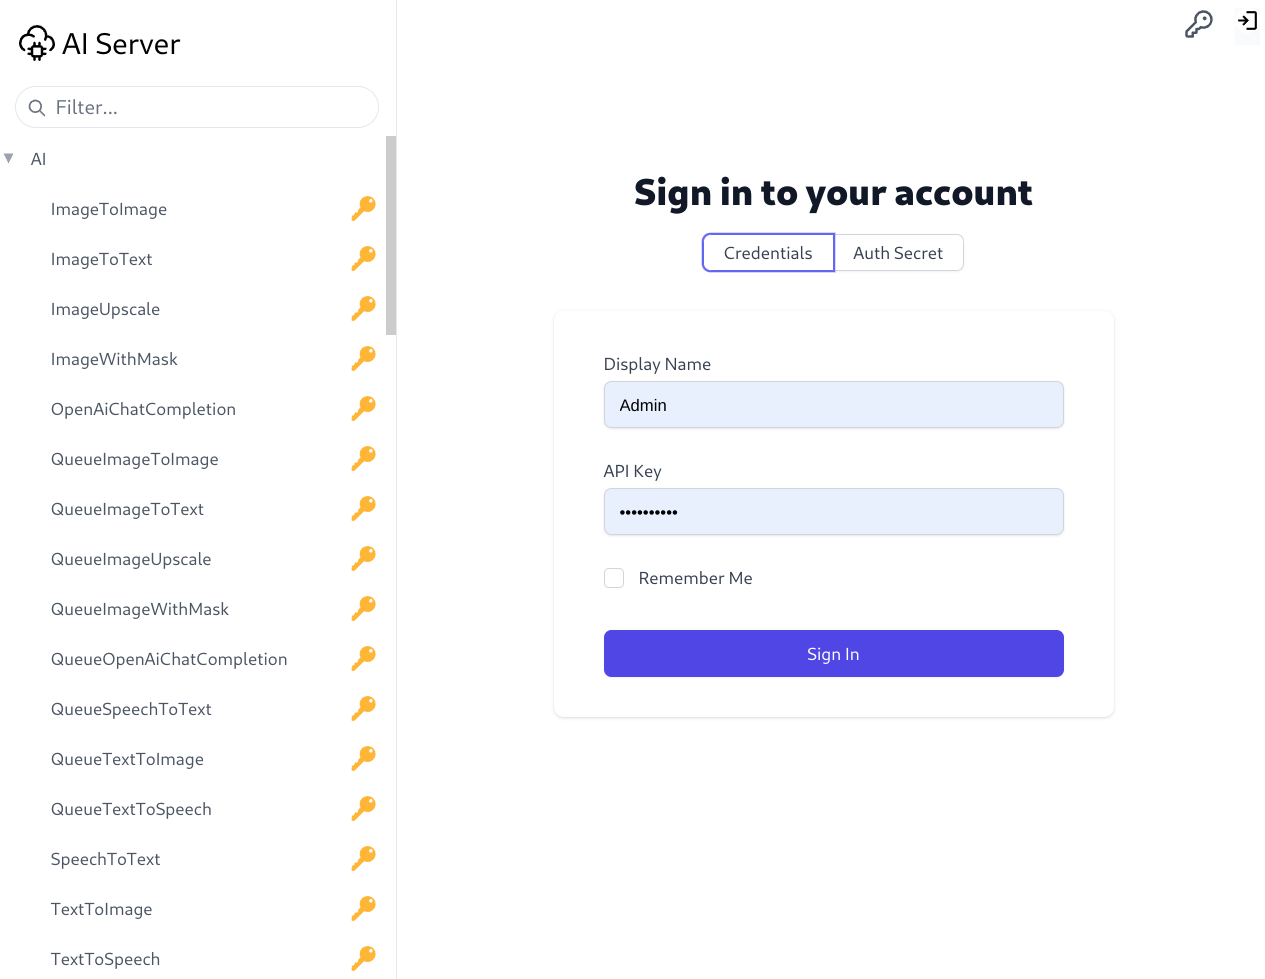 AI Server
Filter...
AI
ImageToImage
ImageToText
ImageUpscale
ImageWithMask
OpenAiChatCompletion
QueueImageToImage
QueueImageToText
QueueImageUpscale
QueueImageWithMask
QueueOpenAiChatCompletion
QueueSpeechToText
QueueTextToImage
QueueTextToSpeech
SpeechToText
TextToImage
TextToSpeech
Sign in to your account
Credentials Auth Secret
Display Name
Admin
API Key
••••••••••
Remember Me
Sign In